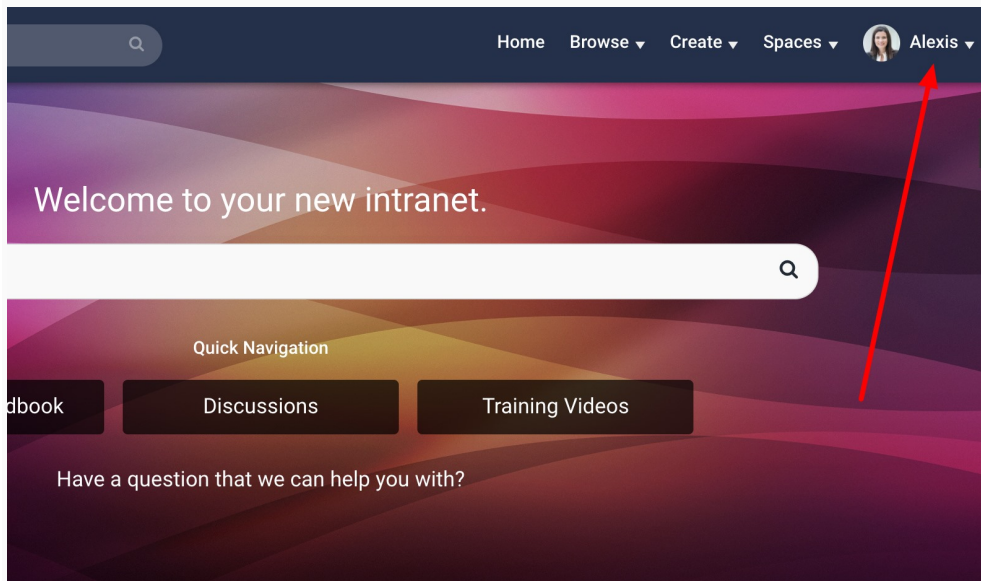 Home Browse Create Spaces Alexis
Welcome to your new intranet.
Quick Navigation
dbook Discussions Training Videos
Have a question that we can help you with?